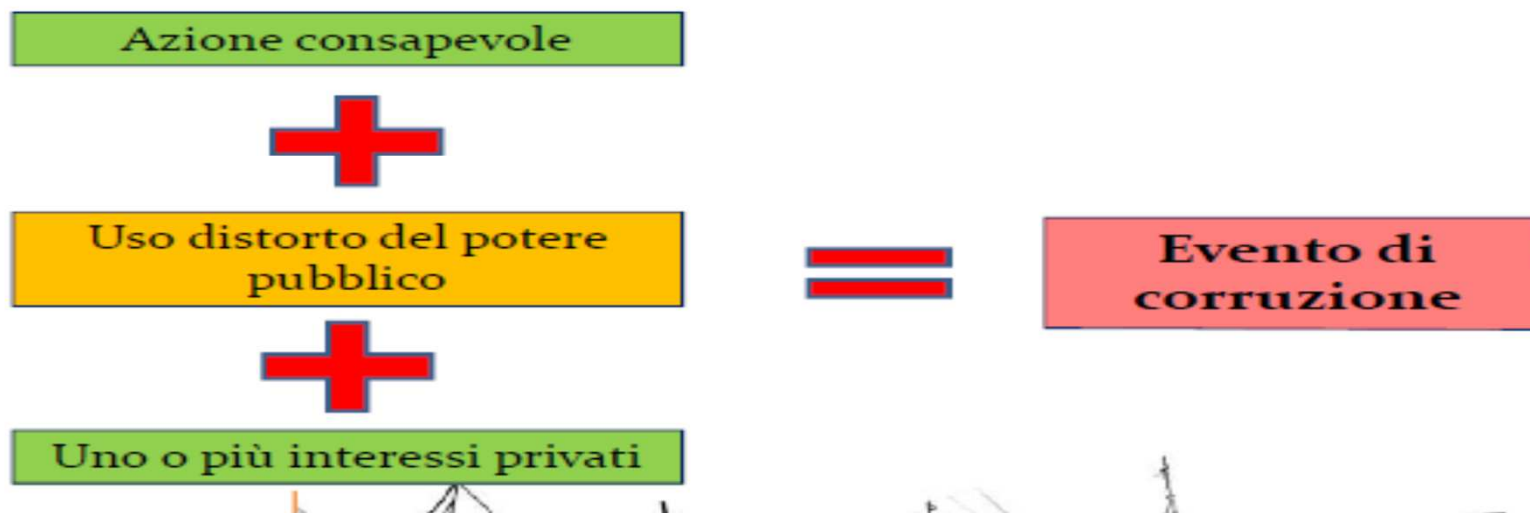 Azione consapevole
Uso distorto del potere
pubblico
Evento di
corruzione
Uno o più interessi privati